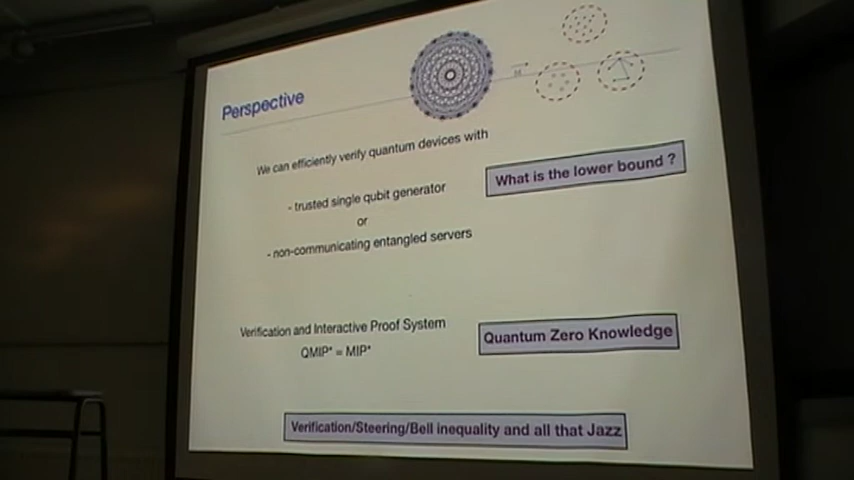 Perspective
We can efficiently verify quantum devices with
What is the lower bound ?
- trusted single qubit generator
or
- non-communicating entangled servers
Verification and Interactive Proof System
QMIP* = MIP*
Quantum Zero Knowledge
Verification/Steering/Bell inequality and all that Jazz